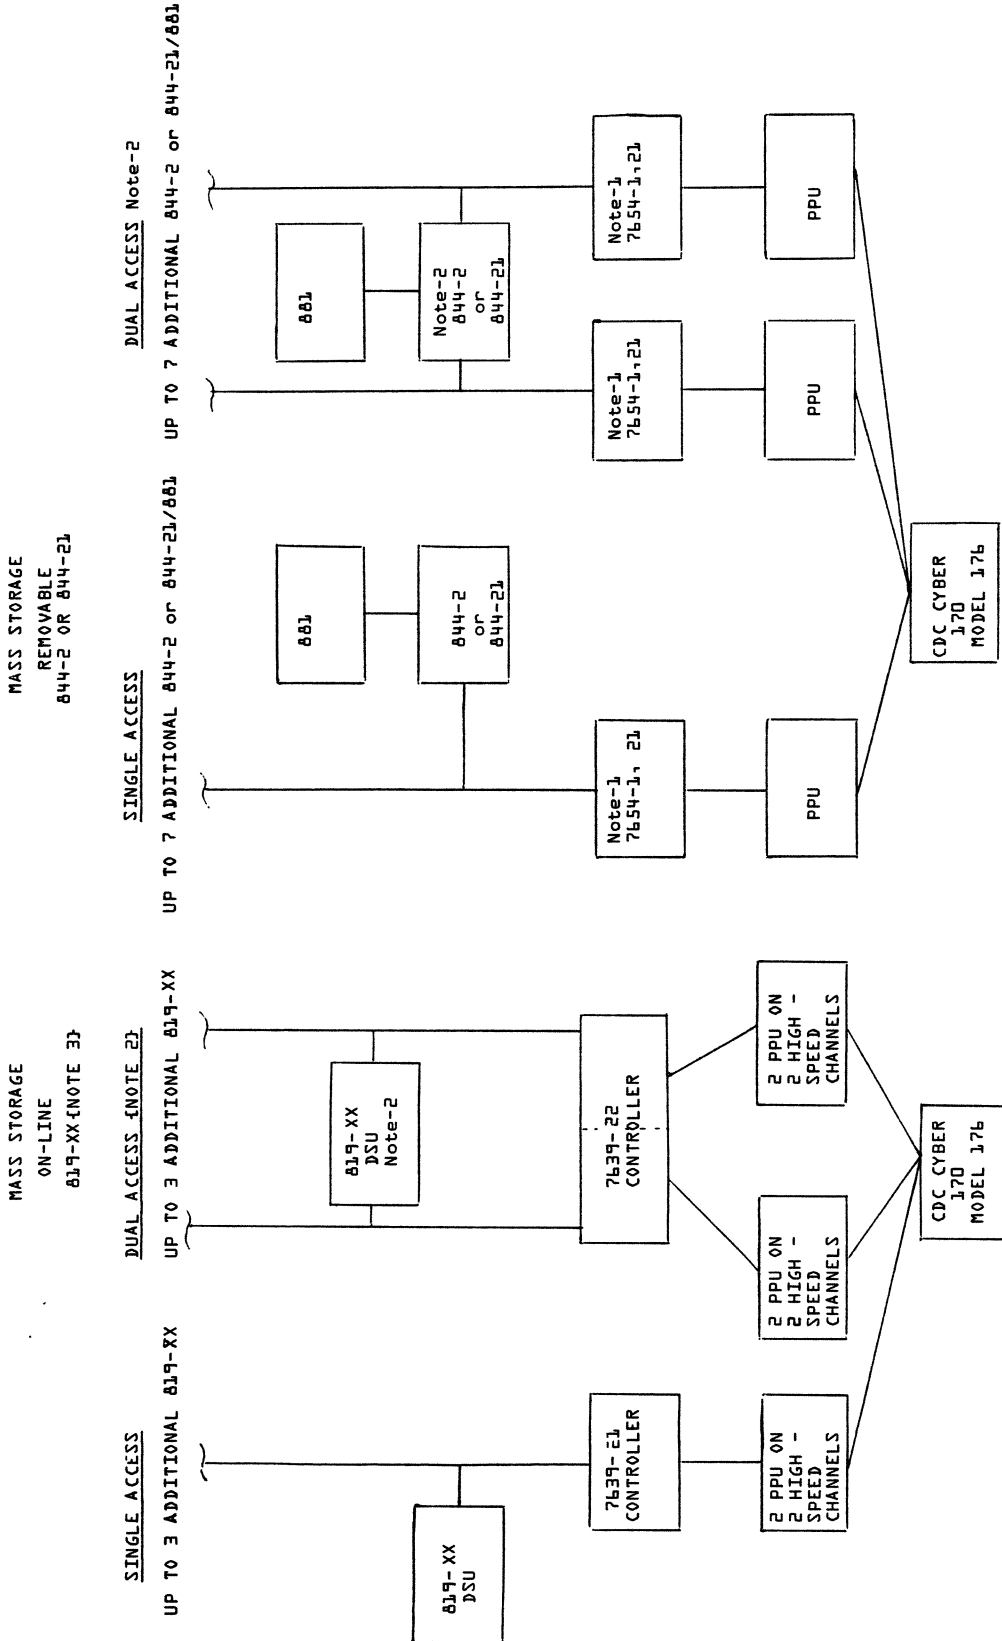 MASS STORAGE
ON-LINE
819-XX {NOTE 3}
SINGLE ACCESS
UP TO 3 ADDITIONAL 819-XX
819-XX
DSU
7639-21
CONTROLLER
2 PPU ON
2 HIGH -
SPEED
CHANNELS
DUAL ACCESS {NOTE 2}
UP TO 3 ADDITIONAL 819-XX
819-XX
DSU
Note-2
7639-22
CONTROLLER
2 PPU ON
2 HIGH -
SPEED
CHANNELS
2 PPU ON
2 HIGH -
SPEED
CHANNELS
CDC CYBER
170
MODEL 176
MASS STORAGE
REMOVABLE
844-2 OR 844-21
SINGLE ACCESS
UP TO 7 ADDITIONAL 844-2 or 844-21/881
881
844-2
or
844-21
Note-1
7654-1, 21
PPU
DUAL ACCESS Note-2
UP TO 7 ADDITIONAL 844-2 or 844-21/881
881
Note-2
844-2
or
844-21
Note-1
7654-1,21
Note-1
7654-1,21
PPU
PPU
CDC CYBER
170
MODEL 176